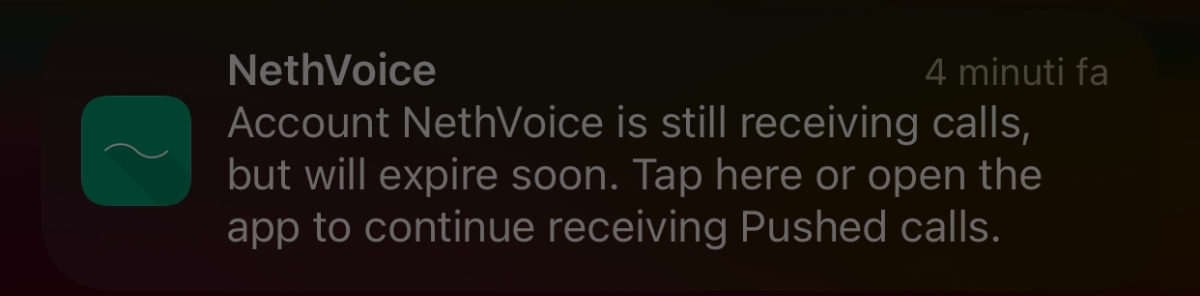 NethVoice
4 minuti fa
Account NethVoice is still receiving calls,
but will expire soon. Tap here or open the
app to continue receiving Pushed calls.